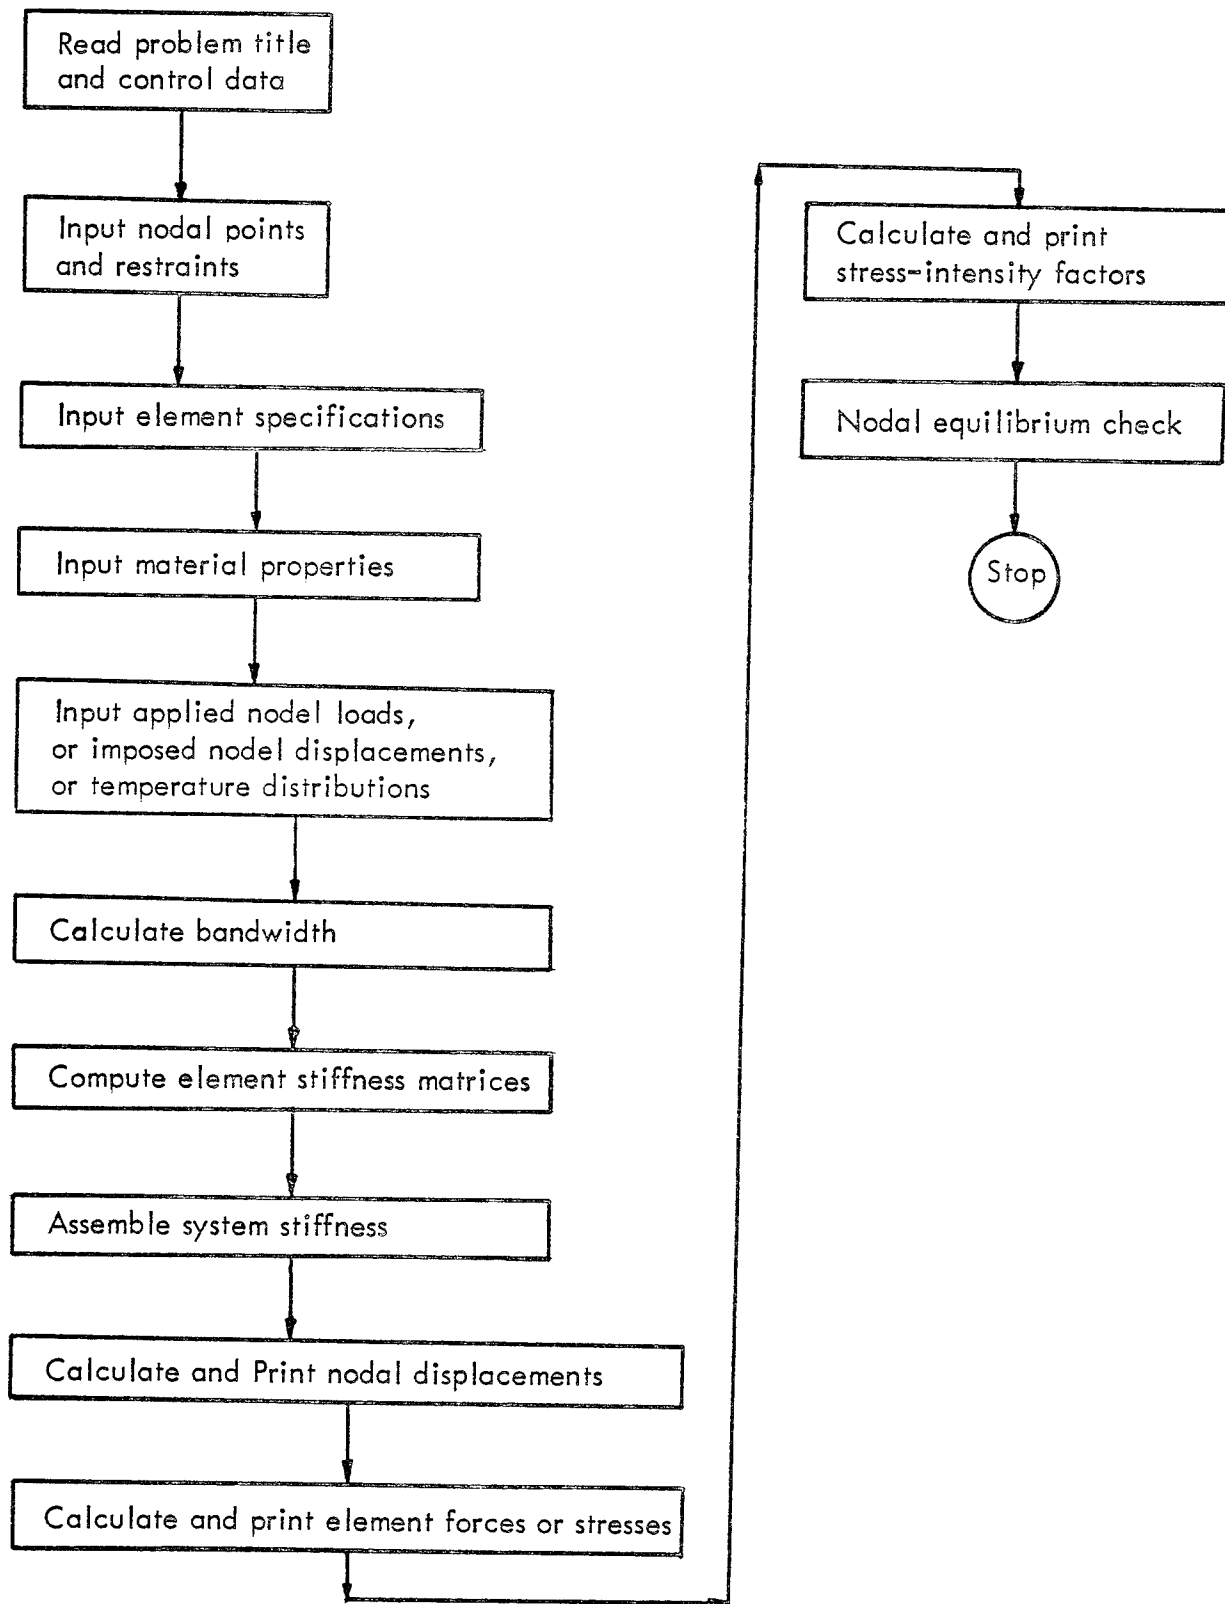 Read problem title
and control data
Input nodal points
and restraints
Input element specifications
Input material properties
Input applied nodel loads,
or imposed nodel displacements,
or temperature distributions
Calculate bandwidth
Compute element stiffness matrices
Assemble system stiffness
Calculate and Print nodal displacements
Calculate and print element forces or stresses
Calculate and print
stress-intensity factors
Nodal equilibrium check
Stop